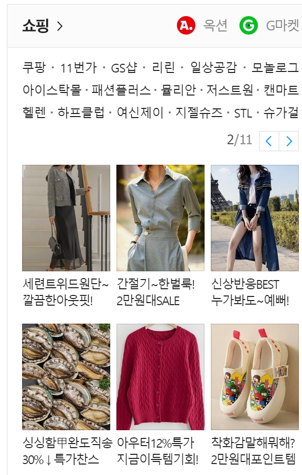 쇼핑 >
A. 옥션 G G마켓
쿠팡 · 11번가 · GS샵 · 리린 · 일상공감 · 모놀로그
아이스탁몰 · 패션플러스 · 뮬리안 · 저스트원 · 캔마트
헬렌 · 하프클럽 · 여신제이 · 지젤슈즈 · STL · 슈가걸
2/11 < >
세련트위드원단~ 간절기~한벌룩! 신상반응BEST
깔끔한아웃핏! 2만원대SALE 누가봐도~예뻐!
싱싱함甲완도직송 아우터12%특가 착화감말해뭐해?
30%↓특가찬스 지금이득템기회! 2만원대포인트템